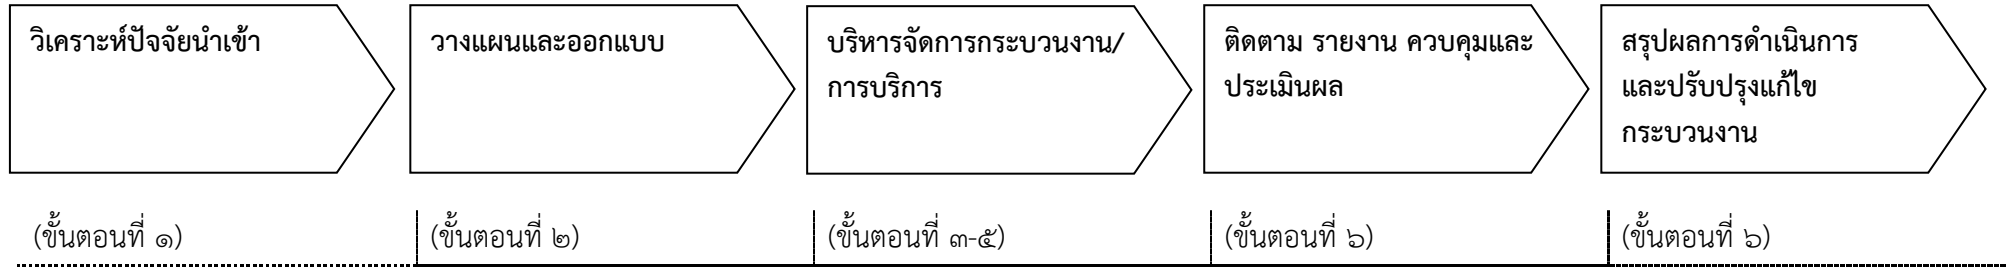 วิเคราะห์ปัจจัยนำเข้า
วางแผนและออกแบบ
บริหารจัดการกระบวนงาน/
การบริการ
ติดตาม รายงาน ควบคุมและ
ประเมินผล
สรุปผลการดำเนินการ
และปรับปรุงแก้ไข
กระบวนงาน
(ขั้นตอนที่ ๑)
(ขั้นตอนที่ ๒)
(ขั้นตอนที่ ๓-๕)
(ขั้นตอนที่ ๖)
(ขั้นตอนที่ ๖)